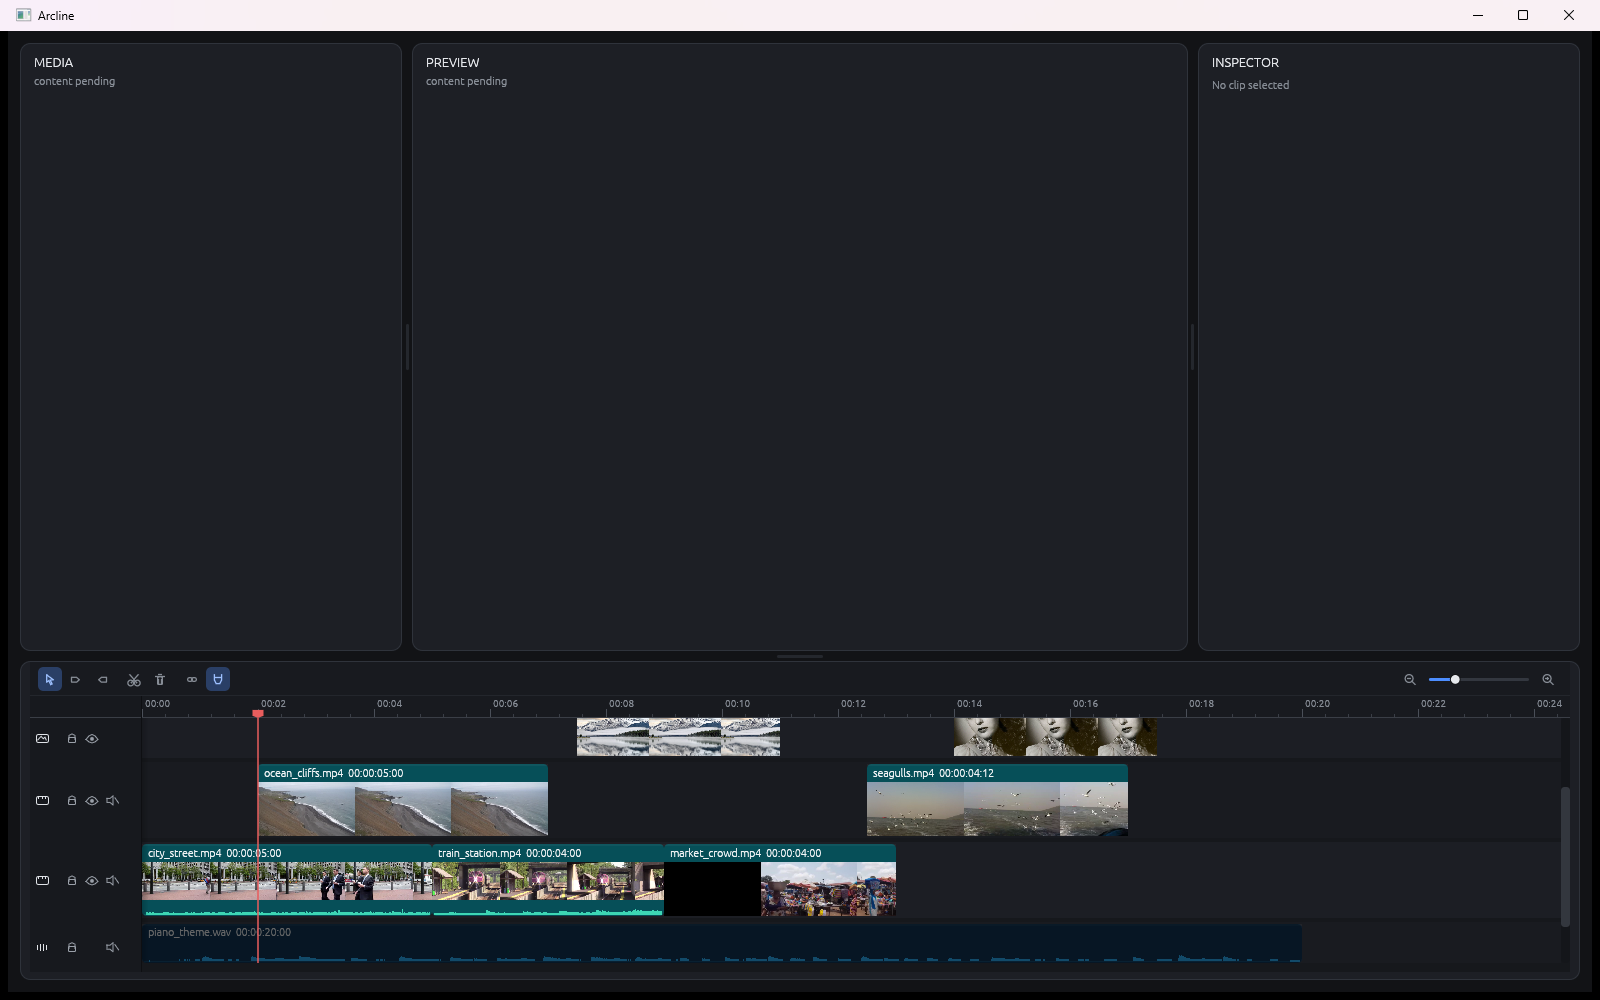 Arcline
MEDIA
content pending
PREVIEW
content pending
INSPECTOR
No clip selected
00:00 00:02 00:04 00:06 00:08 00:10 00:12 00:14 00:16 00:18 00:20 00:22 00:24
ocean_cliffs.mp4 00:00:05:00
seagulls.mp4 00:00:04:12
city_street.mp4 00:00:05:00
train_station.mp4 00:00:04:00
market_crowd.mp4 00:00:04:00
piano_theme.wav 00:00:20:00